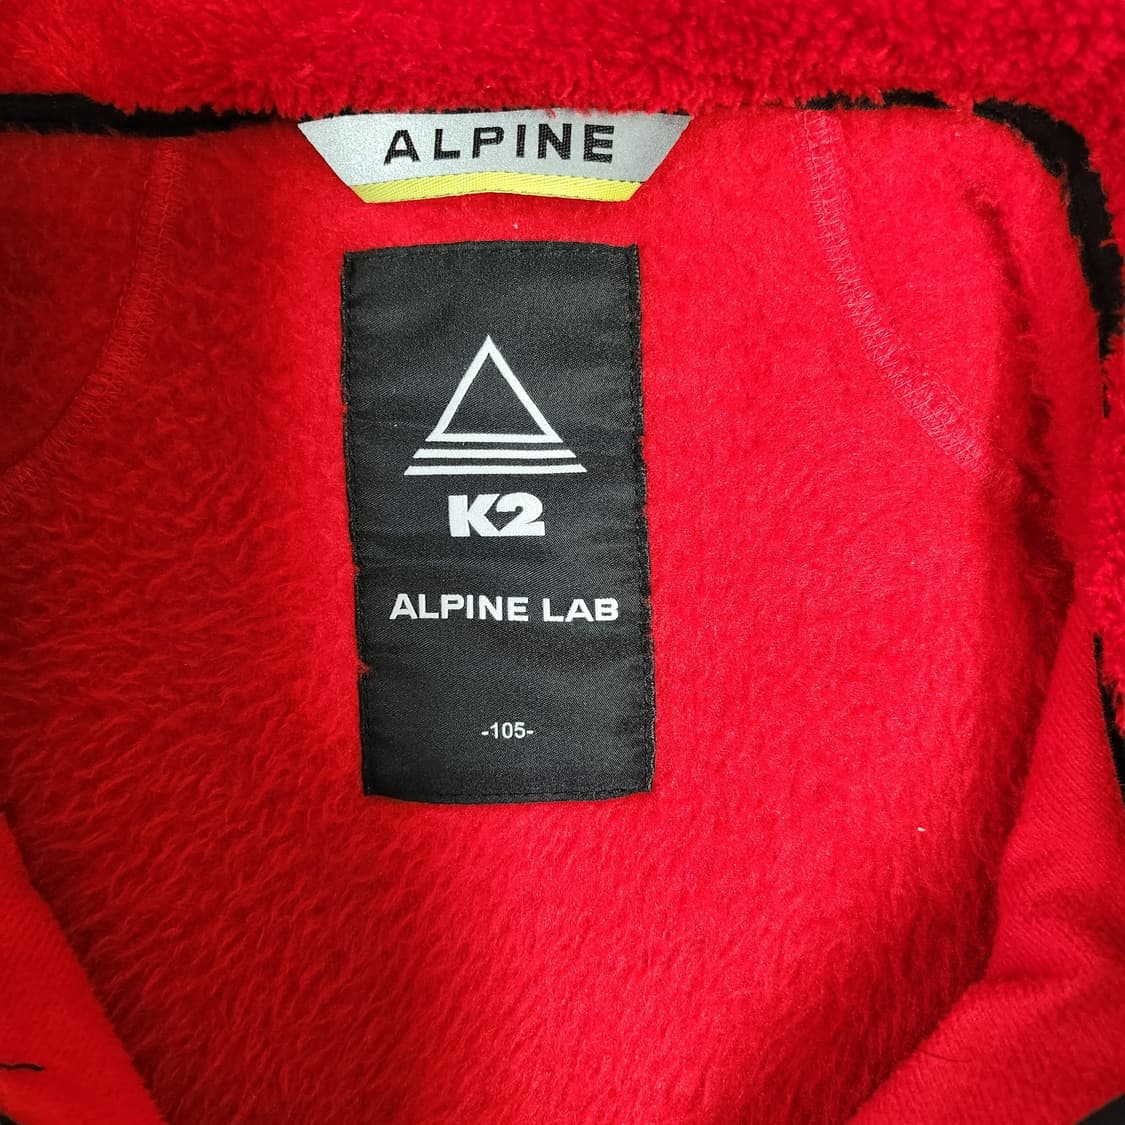 ALPINE
K2
ALPINE LAB
-105-